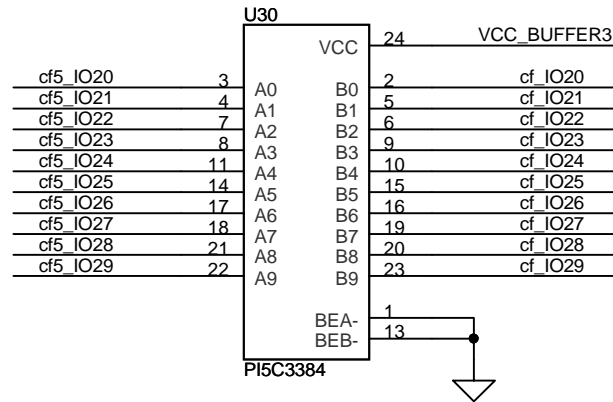 U30
VCC 24 VCC_BUFFER3
cf5_IO20 3 A0 B0 2 cf_IO20
cf5_IO21 4 A1 B1 5 cf_IO21
cf5_IO22 7 A2 B2 6 cf_IO22
cf5_IO23 8 A3 B3 9 cf_IO23
cf5_IO24 11 A4 B4 10 cf_IO24
cf5_IO25 14 A5 B5 15 cf_IO25
cf5_IO26 17 A6 B6 16 cf_IO26
cf5_IO27 18 A7 B7 19 cf_IO27
cf5_IO28 21 A8 B8 20 cf_IO28
cf5_IO29 22 A9 B9 23 cf_IO29
BEA- 1
BEB- 13
PI5C3384